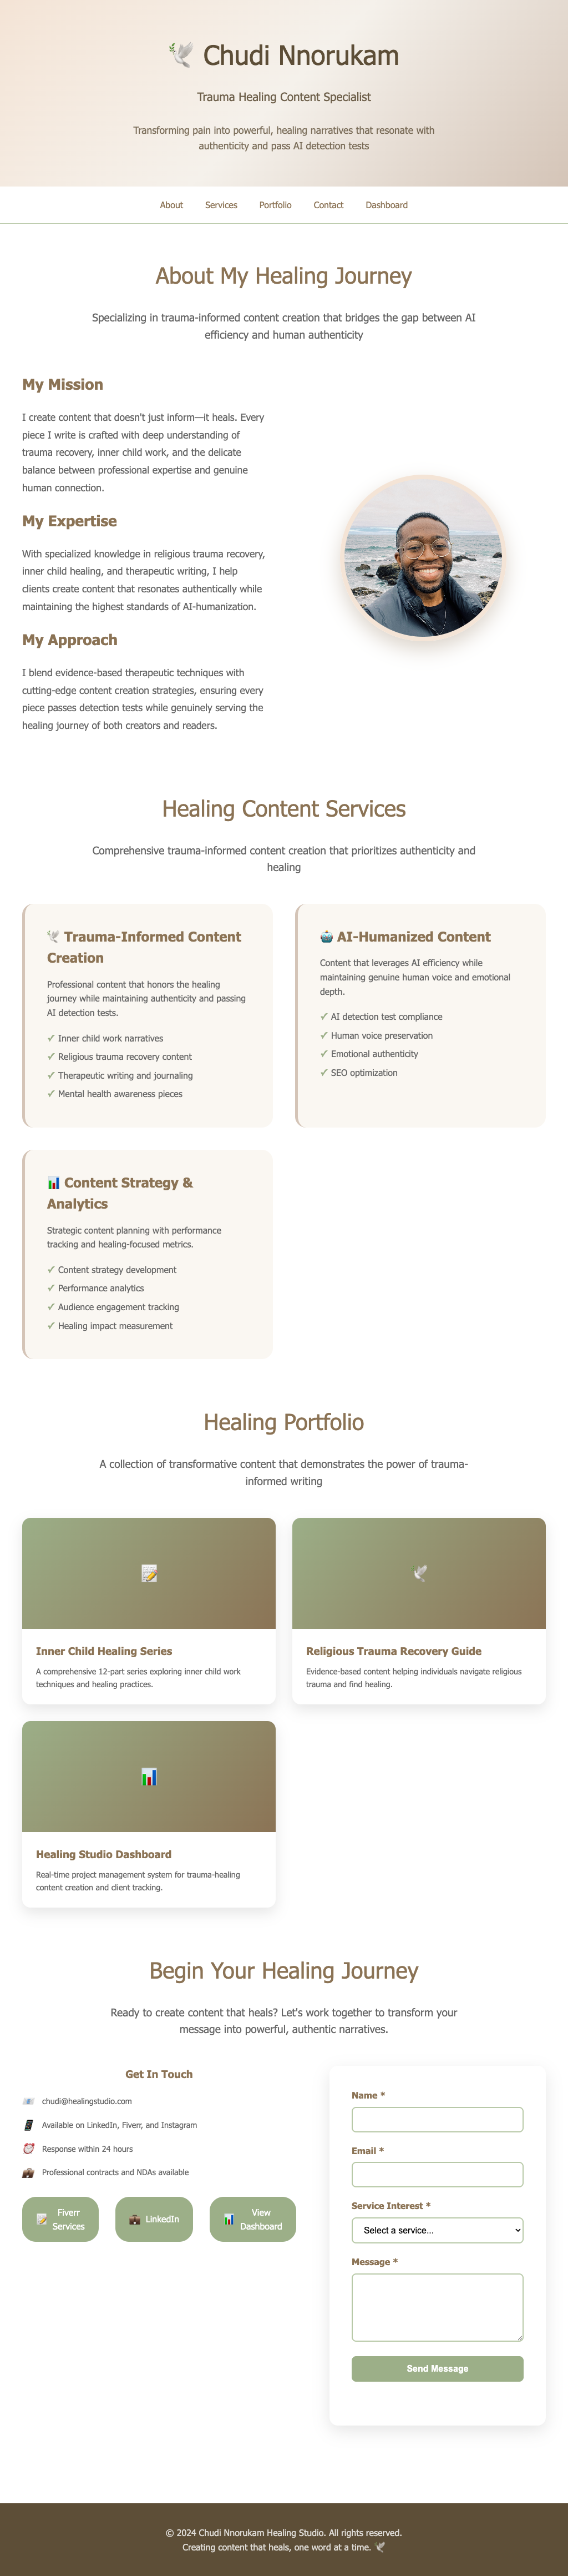 Chudi Nnorukam
Trauma Healing Content Specialist
Transforming pain into powerful, healing narratives that resonate with
authenticity and pass AI detection tests
About
Services
Portfolio
Contact
Dashboard
About My Healing Journey
Specializing in trauma-informed content creation that bridges the gap between AI
efficiency and human authenticity
My Mission
I create content that doesn't just inform—it heals. Every
piece I write is crafted with deep understanding of
trauma recovery, inner child work, and the delicate
balance between professional expertise and genuine
human connection.
My Expertise
With specialized knowledge in religious trauma recovery,
inner child healing, and therapeutic writing, I help
clients create content that resonates authentically while
maintaining the highest standards of AI-humanization.
My Approach
I blend evidence-based therapeutic techniques with
cutting-edge content creation strategies, ensuring every
piece passes detection tests while genuinely serving the
healing journey of both creators and readers.
Healing Content Services
Comprehensive trauma-informed content creation that prioritizes authenticity and
healing
Trauma-Informed Content
Creation
Professional content that honors the healing
journey while maintaining authenticity and passing
AI detection tests.
✓ Inner child work narratives
✓ Religious trauma recovery content
✓ Therapeutic writing and journaling
✓ Mental health awareness pieces
AI-Humanized Content
Content that leverages AI efficiency while
maintaining genuine human voice and emotional
depth.
✓ AI detection test compliance
✓ Human voice preservation
✓ Emotional authenticity
✓ SEO optimization
Content Strategy &
Analytics
Strategic content planning with performance
tracking and healing-focused metrics.
✓ Content strategy development
✓ Performance analytics
✓ Audience engagement tracking
✓ Healing impact measurement
Healing Portfolio
A collection of transformative content that demonstrates the power of trauma-
informed writing
Inner Child Healing Series
A comprehensive 12-part series exploring inner child work
techniques and healing practices.
Religious Trauma Recovery Guide
Evidence-based content helping individuals navigate religious
trauma and find healing.
Healing Studio Dashboard
Real-time project management system for trauma-healing
content creation and client tracking.
Begin Your Healing Journey
Ready to create content that heals? Let's work together to transform your
message into powerful, authentic narratives.
Get In Touch
chudi@healingstudio.com
Available on LinkedIn, Fiverr, and Instagram
Response within 24 hours
Professional contracts and NDAs available
Fiverr
Services
LinkedIn
View
Dashboard
Name *
Email *
Service Interest *
Select a service...
Message *
Send Message
© 2024 Chudi Nnorukam Healing Studio. All rights reserved.
Creating content that heals, one word at a time.